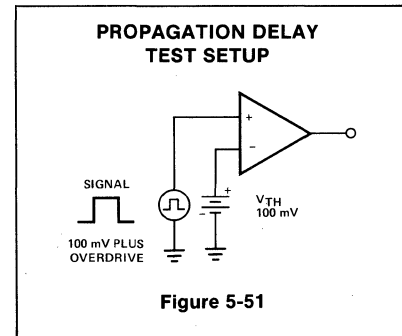 PROPAGATION DELAY
TEST SETUP
+
−
SIGNAL
+
−
VTH
100 mV
100 mV PLUS
OVERDRIVE
Figure 5-51